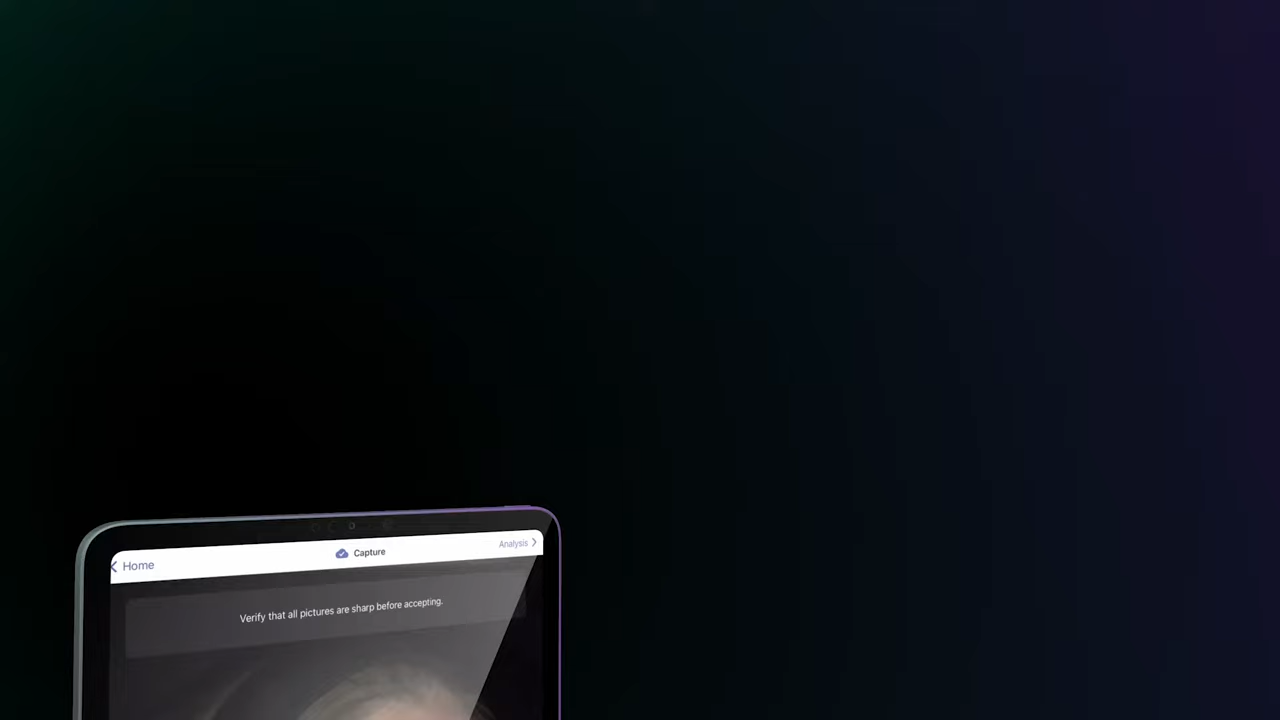 Home
Capture
Analysis
Verify that all pictures are sharp before accepting.